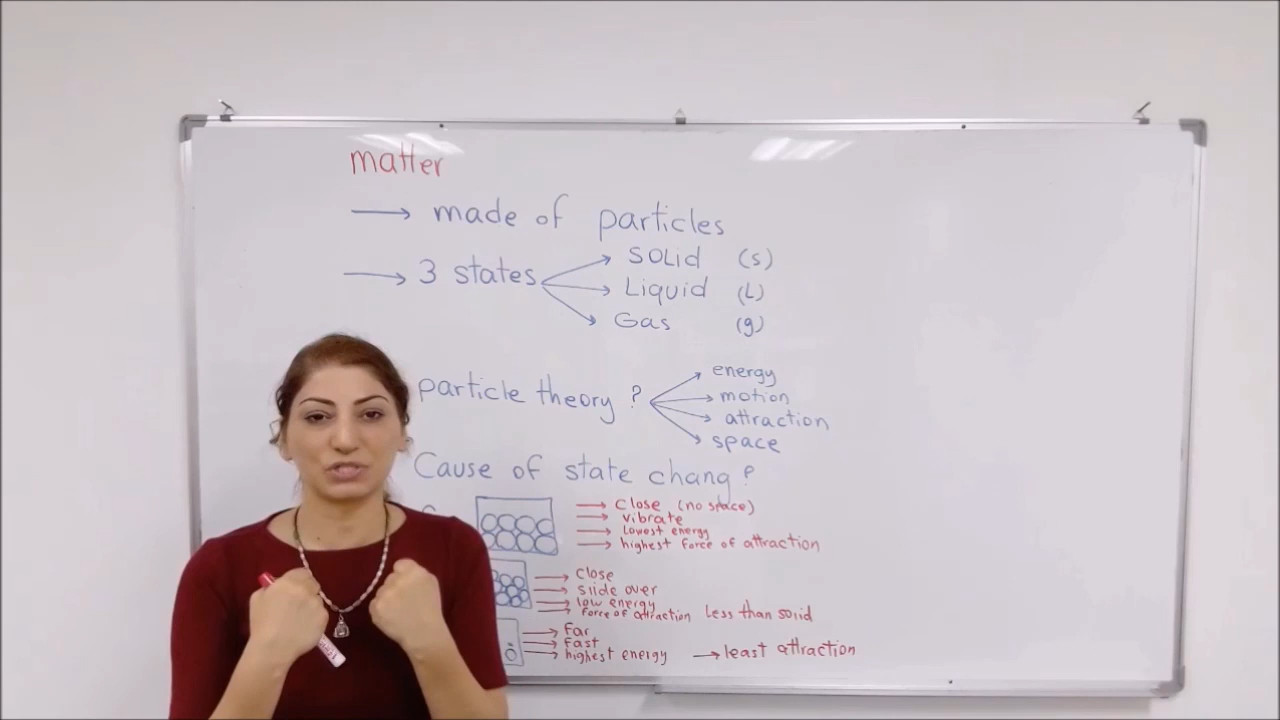 matter
→ made of particles
→ 3 states
SOLid (s)
Liquid (L)
Gas (g)
particle theory ?
energy
motion
attraction
space
Cause of state chang ?
→ Close (no space)
→ vibrate
→ lowest energy
→ highest force of attraction
→ close
→ slide over
→ low energy
→ force of attraction Less than solid
→ Far
→ Fast
→ highest energy → least attraction